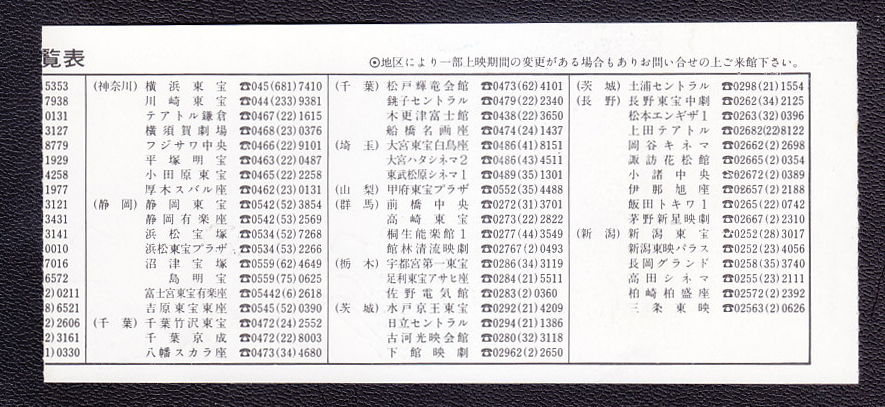 覧表
⊙地区により一部上映期間の変更がある場合もありお問い合せの上ご来館下さい。
5353
7938
0131
3127
8779
1929
4258
1977
3121
3431
3141
0010
7016
6572
2)0211
8)6521
2)2606
2)3161
1)0330
(神奈川) 横浜東宝 ☎045(681)7410
川崎東宝 ☎044(233)9381
テアトル鎌倉 ☎0467(22)1615
横須賀劇場 ☎0468(23)0376
フジサワ中央 ☎0466(22)9101
平塚明宝 ☎0463(22)0487
小田原東宝 ☎0465(22)2258
厚木スバル座 ☎0462(23)0131
(静岡) 静岡東宝 ☎0542(52)3854
静岡有楽座 ☎0542(53)2569
浜松宝塚 ☎0534(52)7268
浜松東宝プラザ ☎0534(53)2266
沼津宝塚 ☎0559(62)4649
〃島明宝 ☎0559(75)0625
富士宮東宝有楽座 ☎05442(6)2618
吉原東宝東座 ☎0545(52)0390
(千葉) 千葉竹沢東宝 ☎0472(24)2552
千葉京成 ☎0472(22)8003
八幡スカラ座 ☎0473(34)4680
(千葉) 松戸輝竜会館 ☎0473(62)4101
銚子セントラル ☎0479(22)2340
木更津富士館 ☎0438(22)3650
船橋名画座 ☎0474(24)1437
(埼玉) 大宮東宝白鳥座 ☎0486(41)8151
大宮ハタシネマ2 ☎0486(43)4511
東武松原シネマ1 ☎0489(35)1301
(山梨) 甲府東宝プラザ ☎0552(35)4488
(群馬) 前橋中央 ☎0272(31)3701
高崎東宝 ☎0273(22)2822
桐生能楽館1 ☎0277(44)3549
館林清流映劇 ☎02767(2)0493
(栃木) 宇都宮第一東宝 ☎0286(34)3119
足利東宝アサヒ座 ☎0284(21)5511
佐野電気館 ☎0283(2)0360
(茨城) 水戸京王東宝 ☎0292(21)4209
日立セントラル ☎0294(21)1386
古河光映会館 ☎0280(32)3118
下館映劇 ☎02962(2)2650
(茨城) 土浦セントラル ☎0298(21)1554
(長野) 長野東宝中劇 ☎0262(34)2125
松本エンギザ1 ☎0263(32)0396
上田テアトル ☎02682(22)8122
岡谷キネマ ☎02662(2)2698
諏訪花松館 ☎02665(2)0354
小諸中央 ☎02672(2)0389
伊那旭座 ☎02657(2)2188
飯田トキワ1 ☎0265(22)0742
茅野新星映劇 ☎02667(2)2310
(新潟) 新潟東宝 ☎0252(28)3017
新潟東映パラス ☎0252(23)4056
長岡グランド ☎0258(35)3740
高田シネマ ☎0255(23)2111
柏崎柏盛座 ☎02572(2)2392
三条東映 ☎02563(2)0626